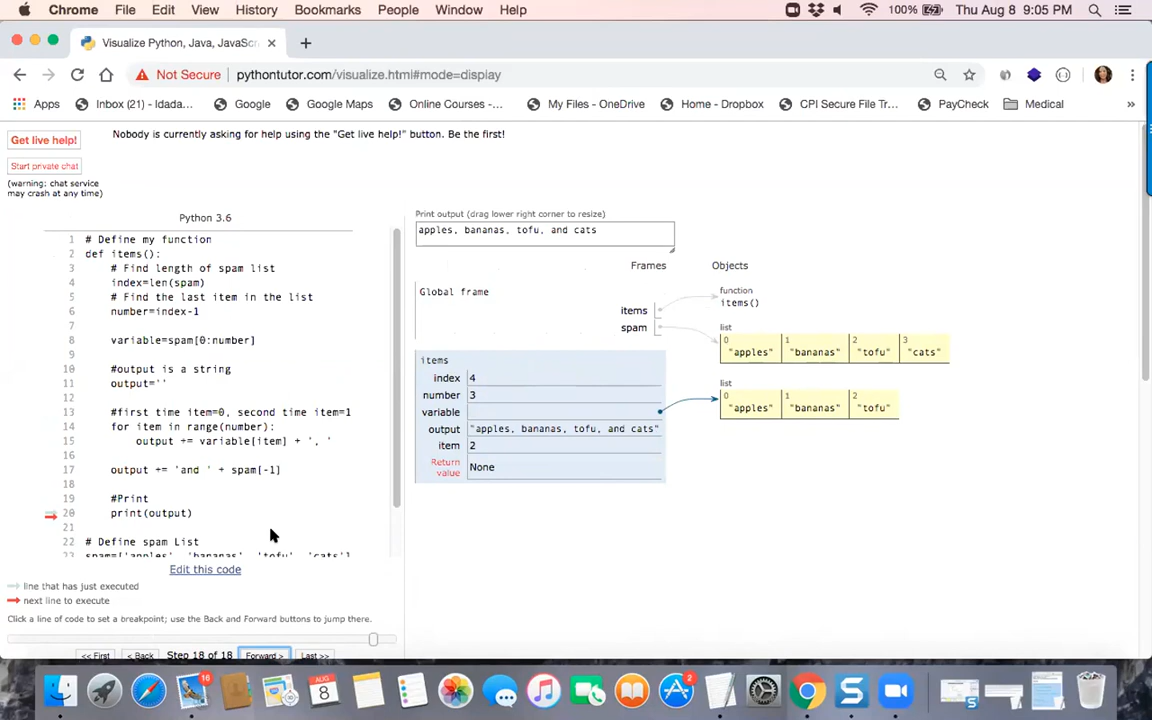 Chrome File Edit View History Bookmarks People Window Help 100% Thu Aug 8 9:05 PM
Visualize Python, Java, JavaSc
Not Secure pythontutor.com/visualize.html#mode=display
Apps Inbox (21) - ldada... Google Google Maps Online Courses -... My Files - OneDrive Home - Dropbox CPI Secure File Tr... PayCheck Medical »
Get live help!
Nobody is currently asking for help using the "Get live help!" button. Be the first!
Start private chat
(warning: chat service
may crash at any time)
Python 3.6
1 # Define my function
2 def items():
3 # Find length of spam list
4 index=len(spam)
5 # Find the last item in the list
6 number=index-1
7
8 variable=spam[0:number]
9
10 #output is a string
11 output=''
12
13 #first time item=0, second time item=1
14 for item in range(number):
15 output += variable[item] + ', '
16
17 output += 'and ' + spam[-1]
18
19 #Print
20 print(output)
21
22 # Define spam List
23 spam=['apples', 'bananas', 'tofu', 'cats']
Edit this code
line that has just executed
next line to execute
Click a line of code to set a breakpoint; use the Back and Forward buttons to jump there.
<< First < Back Step 18 of 18 Forward > Last >>
Print output (drag lower right corner to resize)
apples, bananas, tofu, and cats
Frames Objects
Global frame
items
spam
function
items()
list
0 1 2 3
"apples" "bananas" "tofu" "cats"
items
index 4
number 3
variable
output "apples, bananas, tofu, and cats"
item 2
Return
value
None
list
0 1 2
"apples" "bananas" "tofu"
16
AUG
8
2